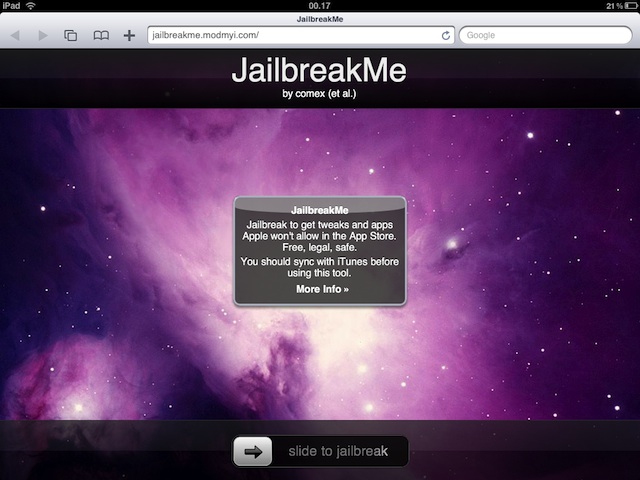 iPad 00.17 21 %
JailbreakMe
jailbreakme.modmyi.com/ Google
JailbreakMe
by comex (et al.)
JailbreakMe
Jailbreak to get tweaks and apps
Apple won't allow in the App Store.
Free, legal, safe.
You should sync with iTunes before
using this tool.
More Info »
slide to jailbreak